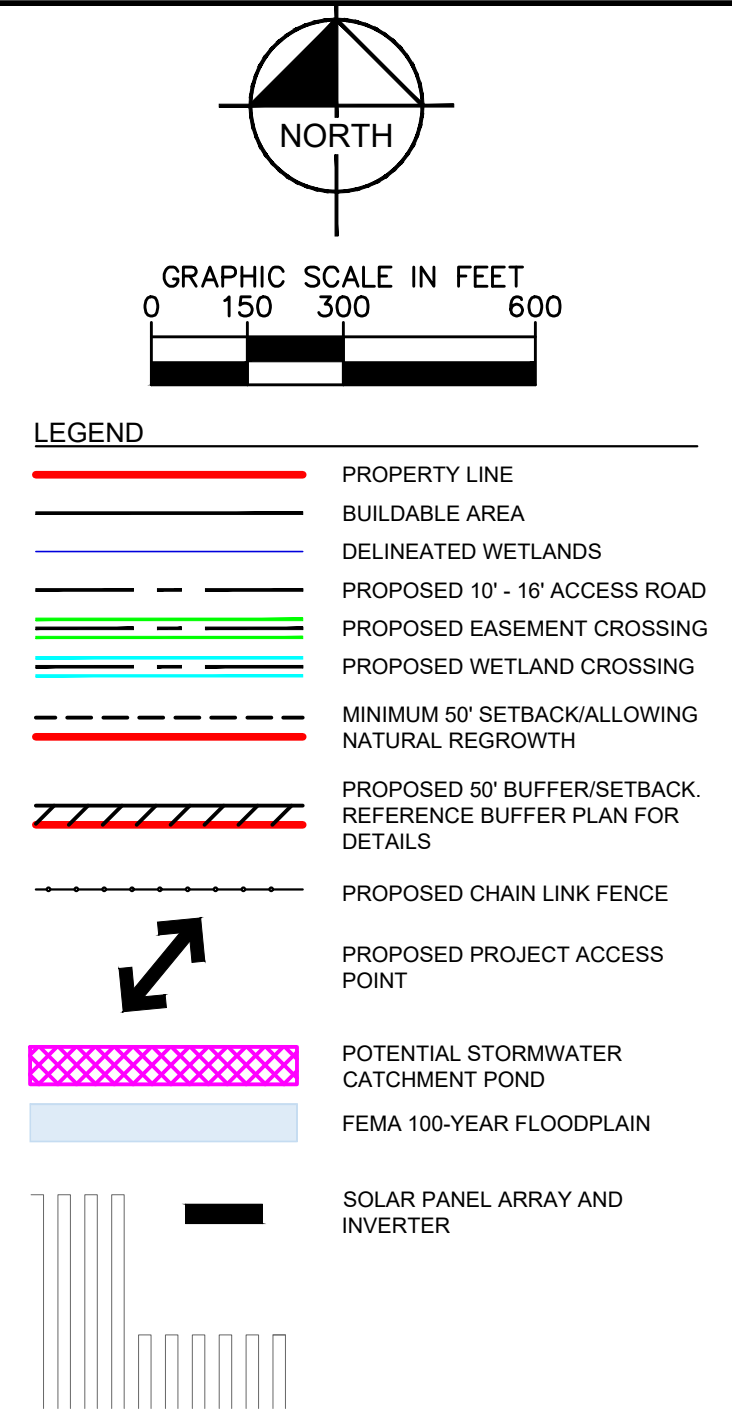 NORTH
GRAPHIC SCALE IN FEET
0 150 300 600
LEGEND
PROPERTY LINE
BUILDABLE AREA
DELINEATED WETLANDS
PROPOSED 10' - 16' ACCESS ROAD
PROPOSED EASEMENT CROSSING
PROPOSED WETLAND CROSSING
MINIMUM 50' SETBACK/ALLOWING
NATURAL REGROWTH
PROPOSED 50' BUFFER/SETBACK.
REFERENCE BUFFER PLAN FOR
DETAILS
PROPOSED CHAIN LINK FENCE
PROPOSED PROJECT ACCESS
POINT
POTENTIAL STORMWATER
CATCHMENT POND
FEMA 100-YEAR FLOODPLAIN
SOLAR PANEL ARRAY AND
INVERTER